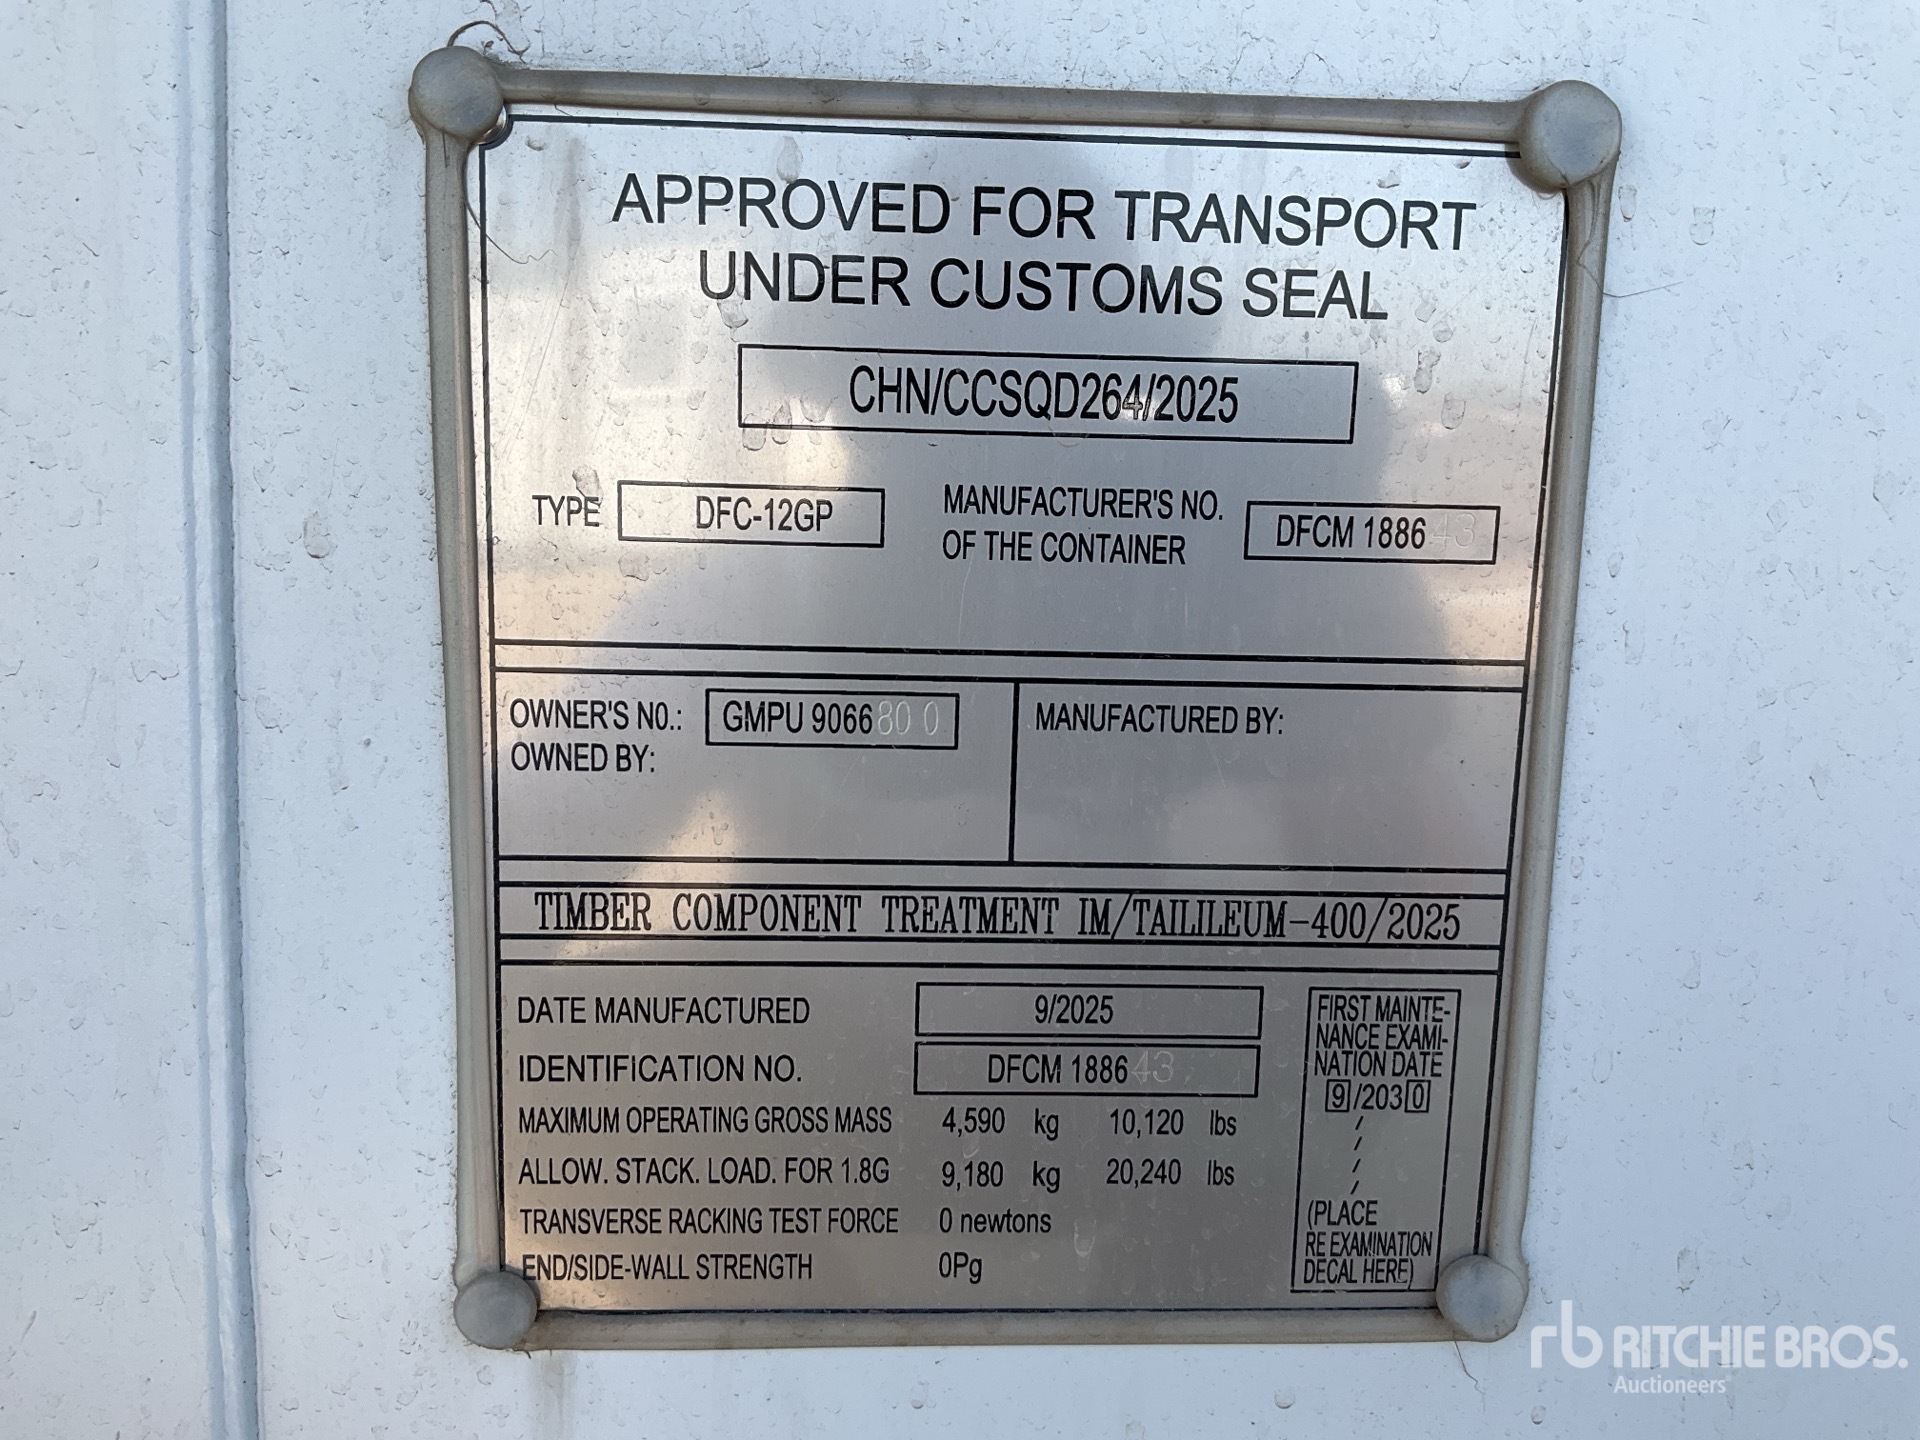 APPROVED FOR TRANSPORT
UNDER CUSTOMS SEAL
CHN/CCSQD264/2025
TYPE DFC-12GP
MANUFACTURER'S NO.
OF THE CONTAINER
DFCM 188643
OWNER'S NO.: GMPU 9066800
OWNED BY:
MANUFACTURED BY:
TIMBER COMPONENT TREATMENT IM/TAILILEUM-400/2025
DATE MANUFACTURED 9/2025
IDENTIFICATION NO. DFCM 188643
MAXIMUM OPERATING GROSS MASS 4,590 kg 10,120 lbs
ALLOW. STACK. LOAD. FOR 1.8G 9,180 kg 20,240 lbs
TRANSVERSE RACKING TEST FORCE 0 newtons
END/SIDE-WALL STRENGTH 0Pg
FIRST MAINTE-
NANCE EXAMI-
NATION DATE
9/2030
/
/
/
/
(PLACE
RE EXAMINATION
DECAL HERE)
rb RITCHIE BROS.
Auctioneers